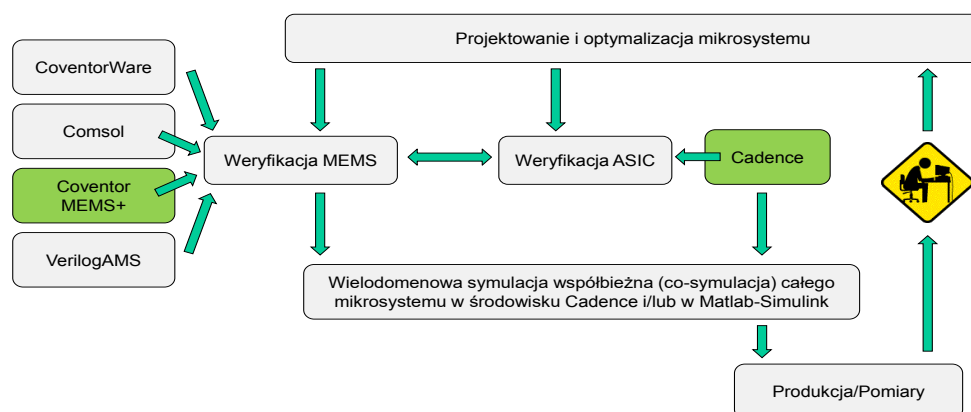 Projektowanie i optymalizacja mikrosystemu
CoventorWare
Comsol
Coventor
MEMS+
VerilogAMS
Weryfikacja MEMS
Weryfikacja ASIC
Cadence
Wielodomenowa symulacja współbieżna (co-symulacja) całego
mikrosystemu w środowisku Cadence i/lub w Matlab-Simulink
Produkcja/Pomiary